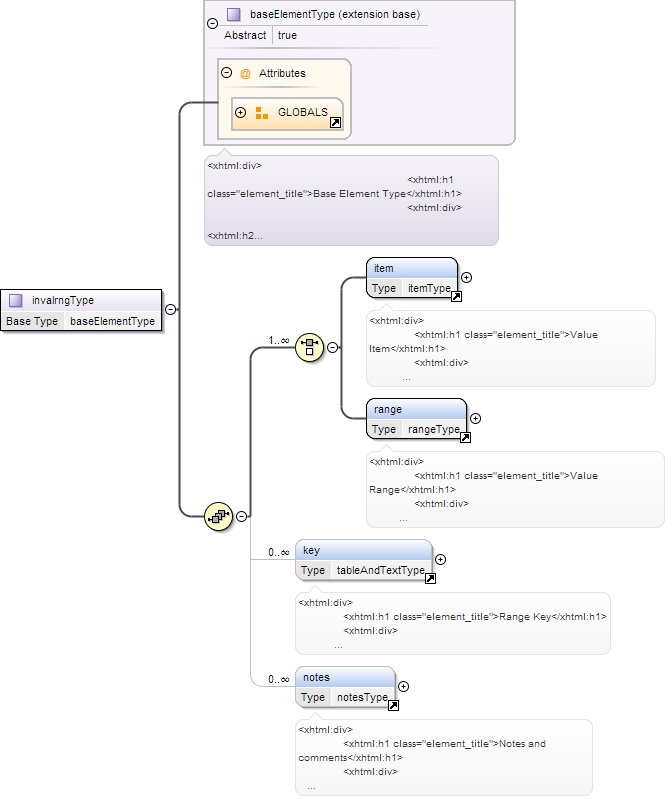 baseElementType (extension base)
Abstract true
@ Attributes
GLOBALS
<xhtml:div>
<xhtml:h1
class="element_title">Base Element Type</xhtml:h1>
<xhtml:div>
<xhtml:h2...
invalrngType
Base Type baseElementType
1..∞
item
Type itemType
<xhtml:div>
<xhtml:h1 class="element_title">Value
Item</xhtml:h1>
<xhtml:div>
...
range
Type rangeType
<xhtml:div>
<xhtml:h1 class="element_title">Value
Range</xhtml:h1>
<xhtml:div>
...
0..∞
key
Type tableAndTextType
<xhtml:div>
<xhtml:h1 class="element_title">Range Key</xhtml:h1>
<xhtml:div>
...
0..∞
notes
Type notesType
<xhtml:div>
<xhtml:h1 class="element_title">Notes and
comments</xhtml:h1>
<xhtml:div>
...